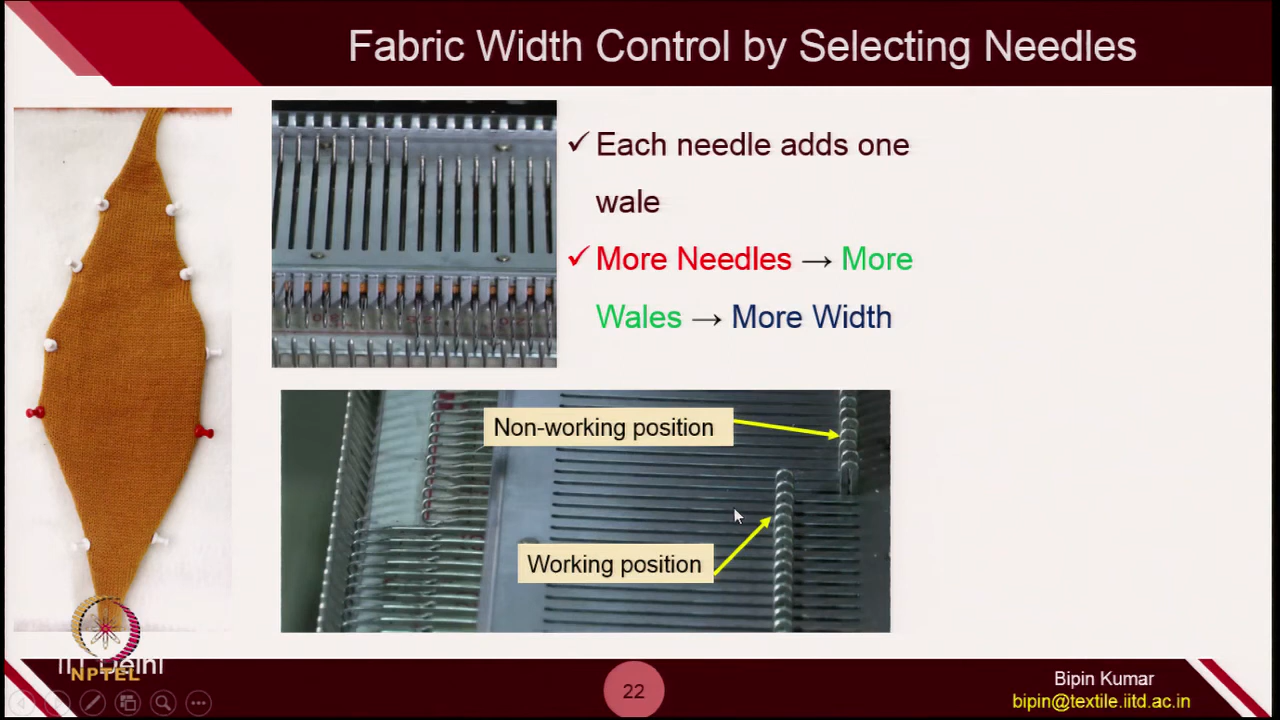 Fabric Width Control by Selecting Needles
✓ Each needle adds one
wale
✓ More Needles → More
Wales → More Width
Non-working position
Working position
IIT Delhi
NPTEL
22
Bipin Kumar
bipin@textile.iitd.ac.in